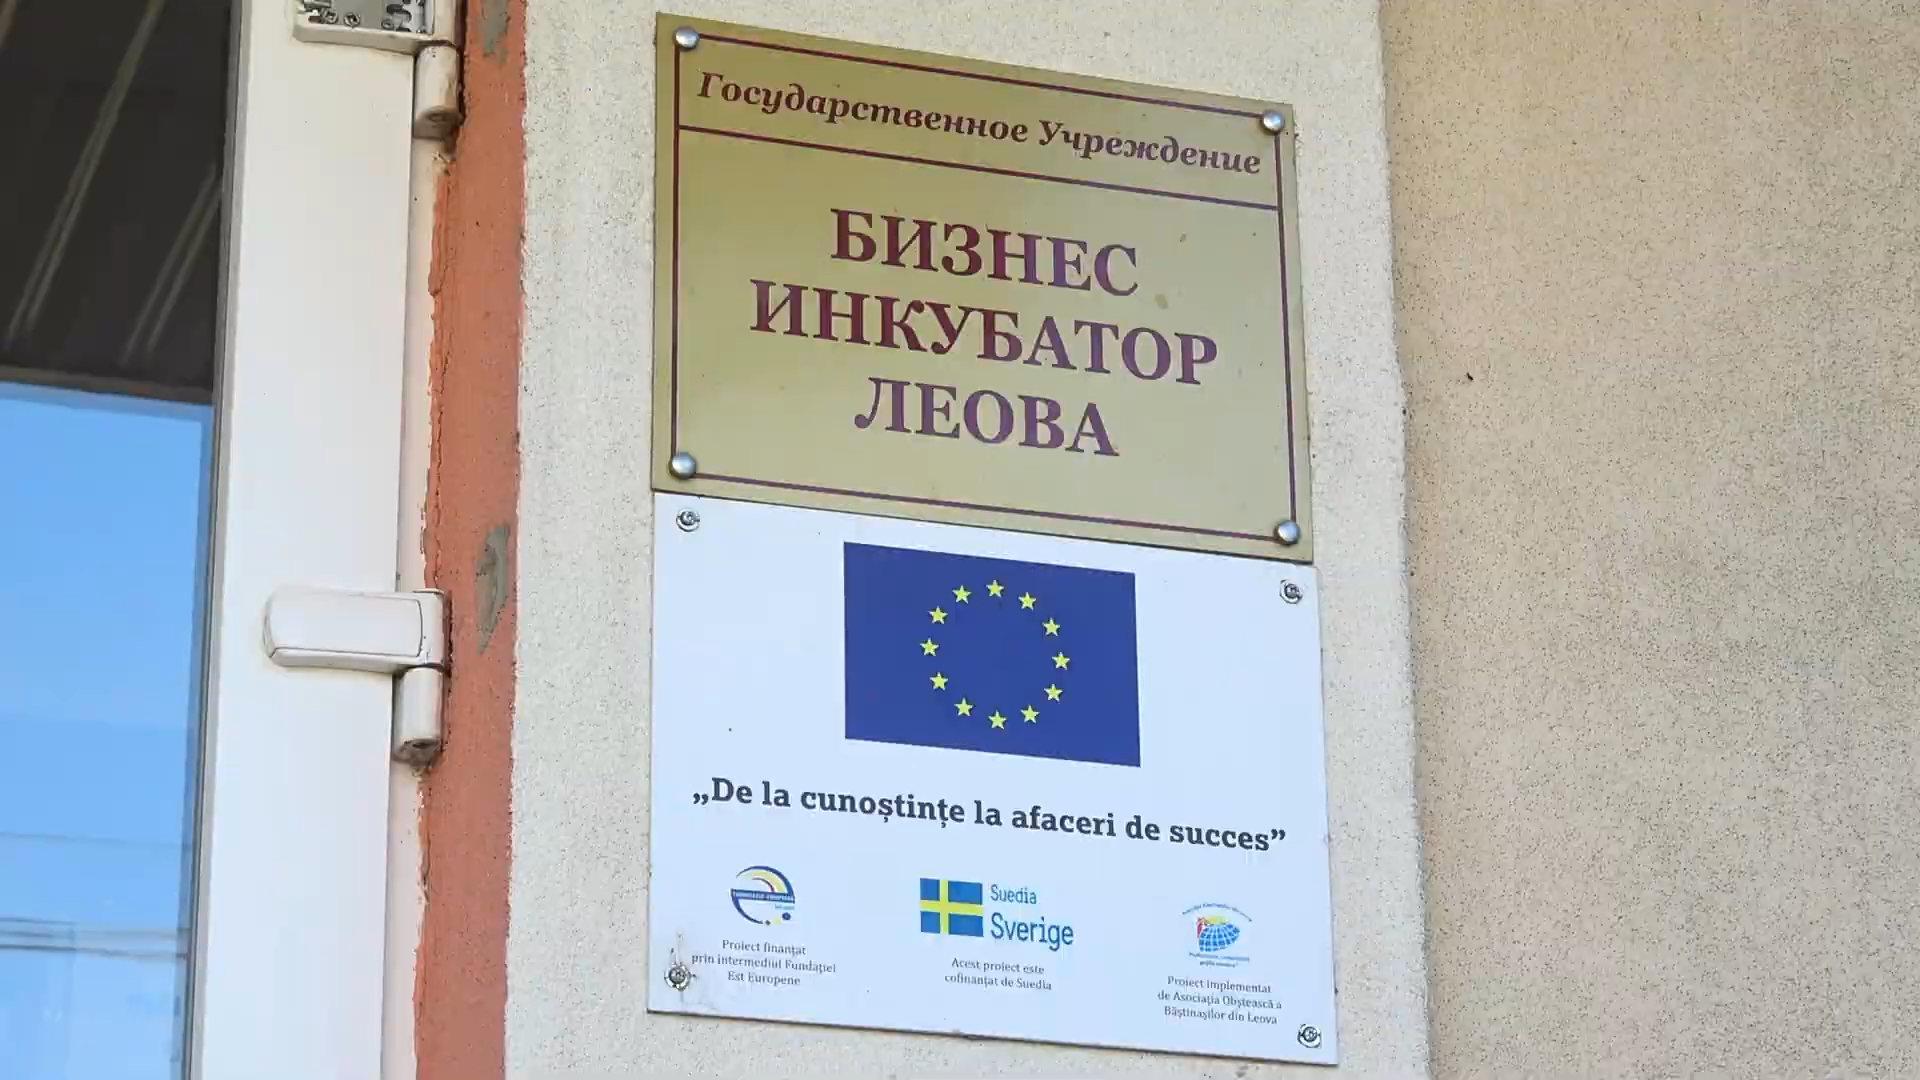 Государственное Учреждение
БИЗНЕС
ИНКУБАТОР
ЛЕОВА
„De la cunoștințe la afaceri de succes”
Proiect finanțat
prin intermediul Fundației
Est Europene
Suedia
Sverige
Acest proiect este
cofinanțat de Suedia
Proiect implementat
de Asociația Obștească a
Băștinașilor din Leova